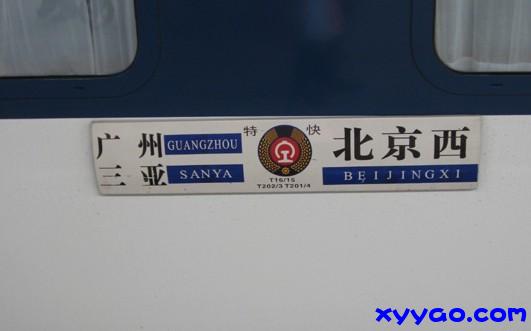 广州 GUANGZHOU 特快 北京西
三亚 SANYA BEIJINGXI
T16/15
T202/3 T201/4
xyygo.com